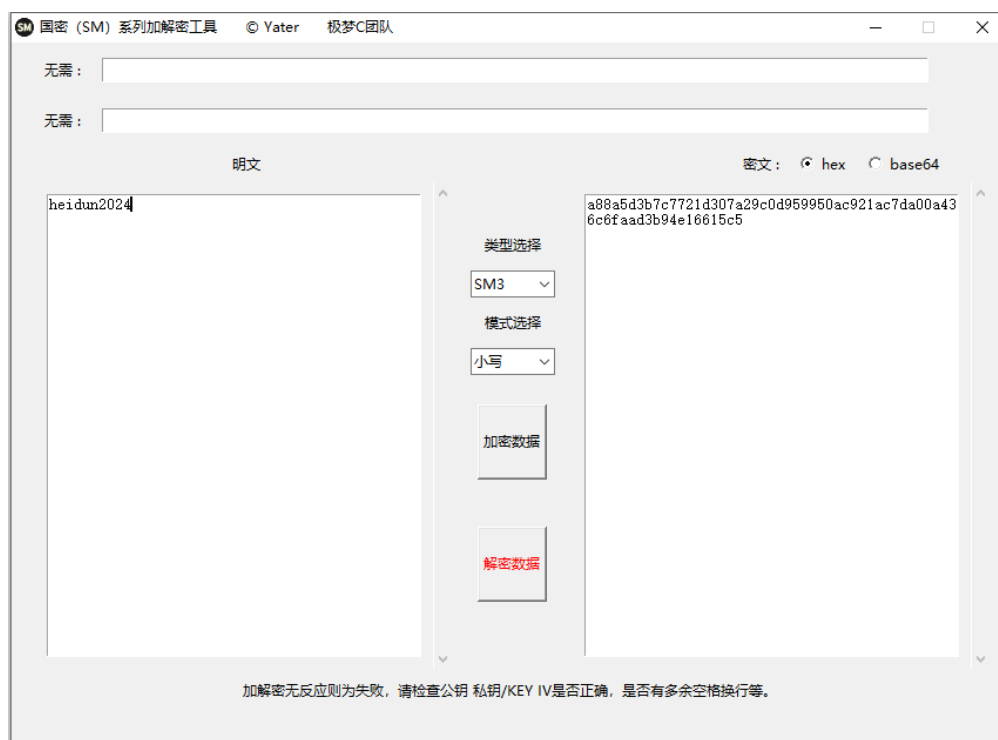 SM 国密（SM）系列加解密工具 © Yater 极梦C团队
无需：
无需：
明文
密文： hex base64
heidun2024
a88a5d3b7c7721d307a29c0d959950ac921ac7da00a43
6c6faad3b94e16615c5
类型选择
SM3
模式选择
小写
加密数据
解密数据
加解密无反应则为失败，请检查公钥 私钥/KEY IV是否正确，是否有多余空格换行等。